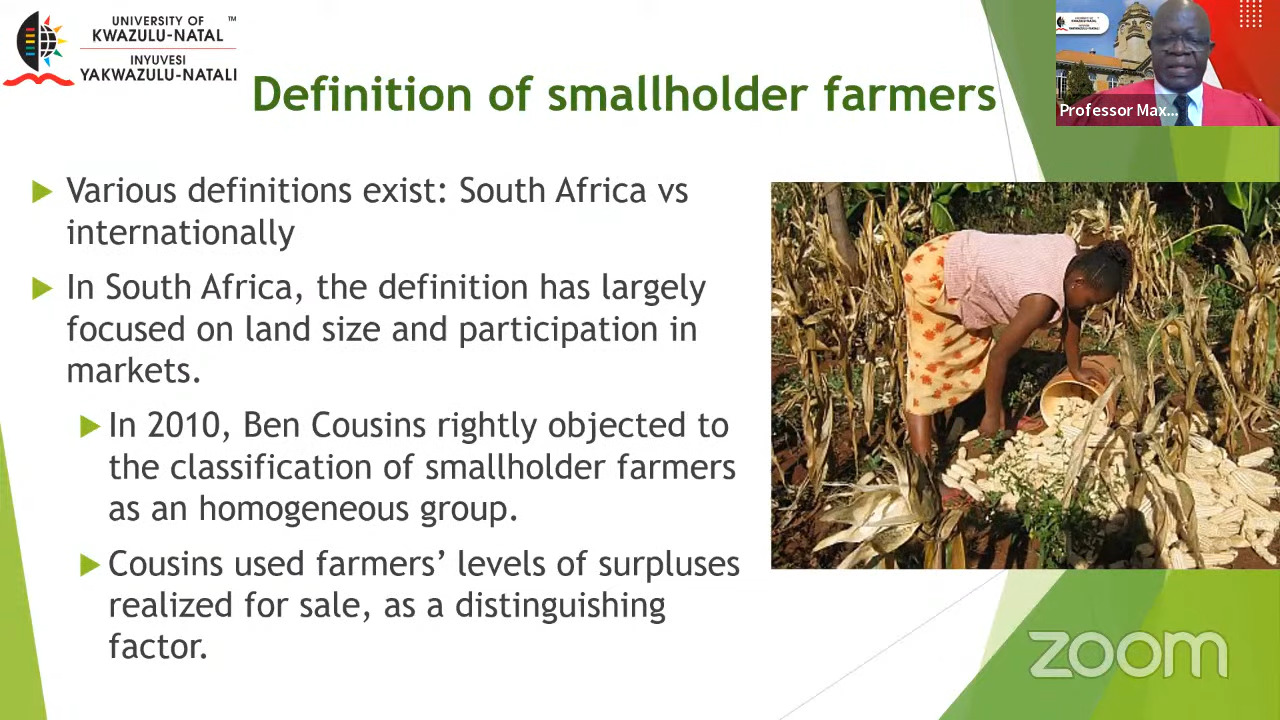 UNIVERSITY OF ™
KWAZULU-NATAL
INYUVESI
YAKWAZULU-NATALI
Definition of smallholder farmers
Professor Max...
Various definitions exist: South Africa vs
internationally
In South Africa, the definition has largely
focused on land size and participation in
markets.
In 2010, Ben Cousins rightly objected to
the classification of smallholder farmers
as an homogeneous group.
Cousins used farmers’ levels of surpluses
realized for sale, as a distinguishing
factor.
zoom